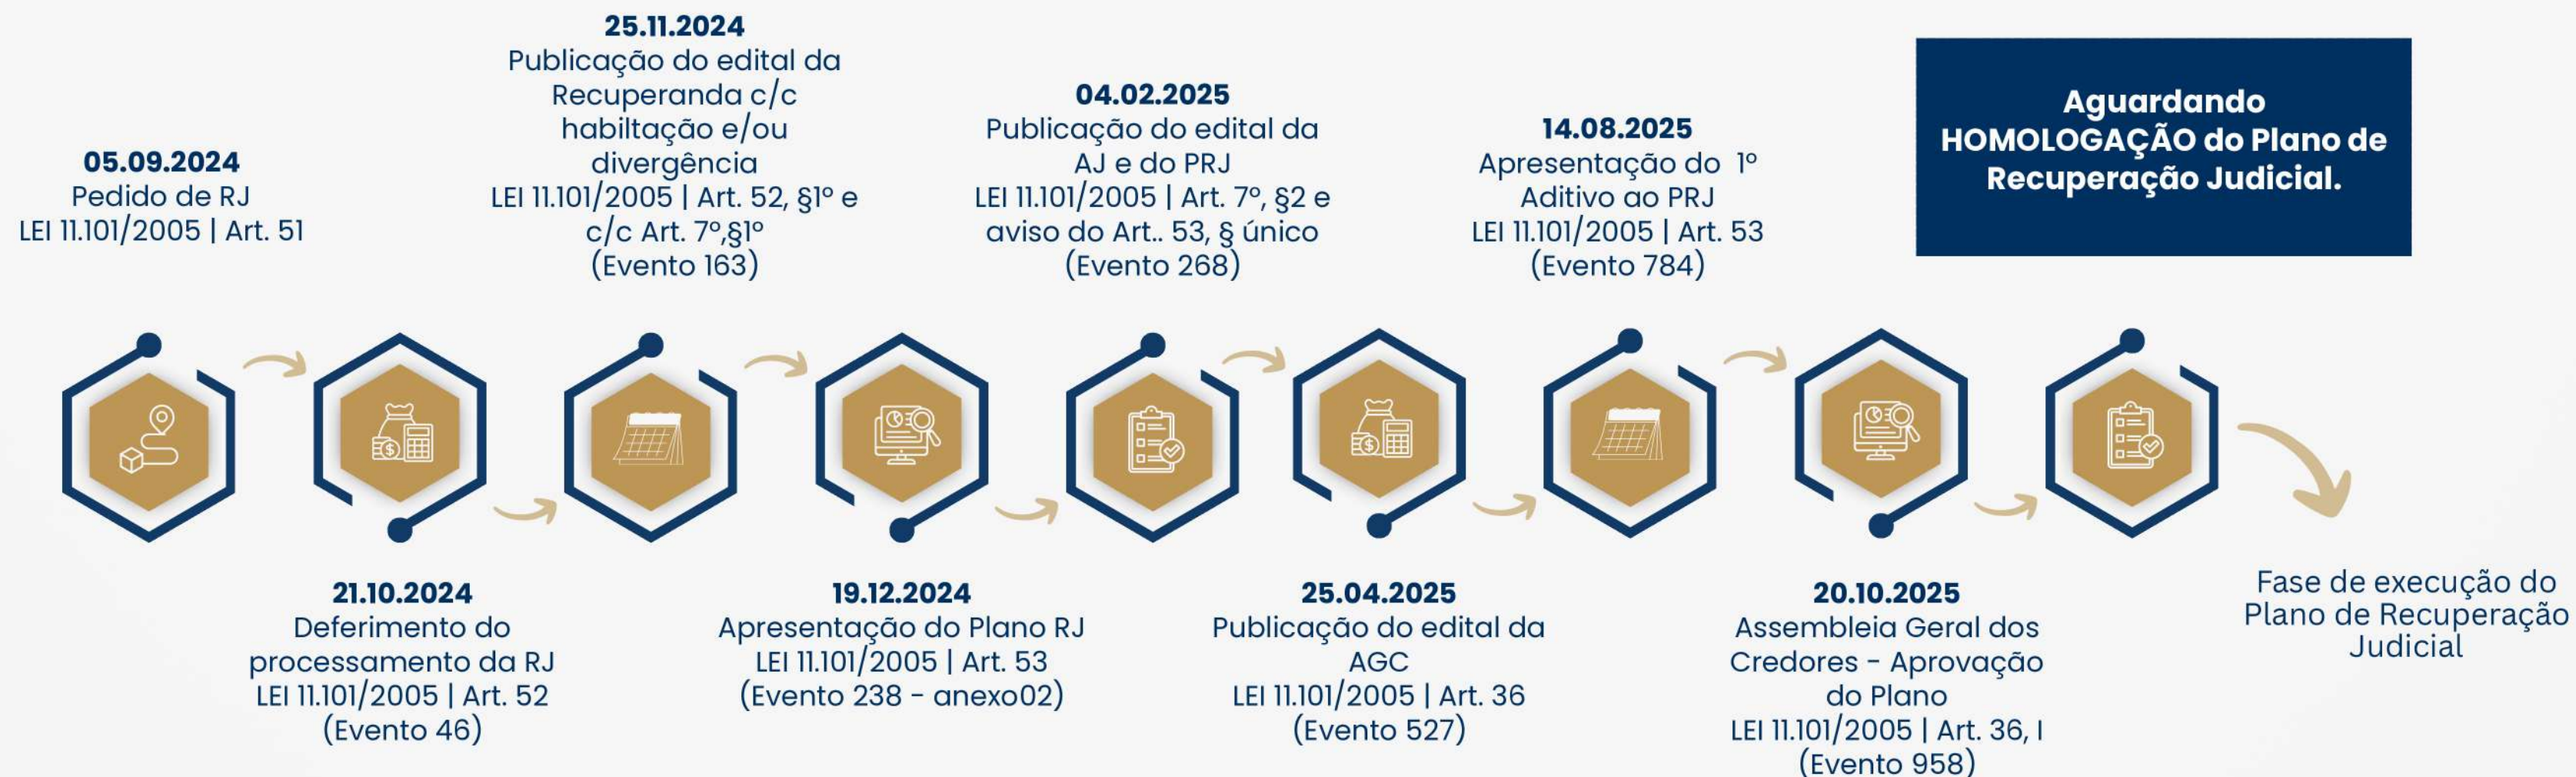 05.09.2024
Pedido de RJ
LEI 11.101/2005 | Art. 51
25.11.2024
Publicação do edital da
Recuperanda c/c
habiltação e/ou
divergência
LEI 11.101/2005 | Art. 52, §1º e
c/c Art. 7º,§1º
(Evento 163)
04.02.2025
Publicação do edital da
AJ e do PRJ
LEI 11.101/2005 | Art. 7º, §2 e
aviso do Art.. 53, § único
(Evento 268)
14.08.2025
Apresentação do 1º
Aditivo ao PRJ
LEI 11.101/2005 | Art. 53
(Evento 784)
Aguardando
HOMOLOGAÇÃO do Plano de
Recuperação Judicial.
21.10.2024
Deferimento do
processamento da RJ
LEI 11.101/2005 | Art. 52
(Evento 46)
19.12.2024
Apresentação do Plano RJ
LEI 11.101/2005 | Art. 53
(Evento 238 - anexo02)
25.04.2025
Publicação do edital da
AGC
LEI 11.101/2005 | Art. 36
(Evento 527)
20.10.2025
Assembleia Geral dos
Credores - Aprovação
do Plano
LEI 11.101/2005 | Art. 36, I
(Evento 958)
Fase de execução do
Plano de Recuperação
Judicial